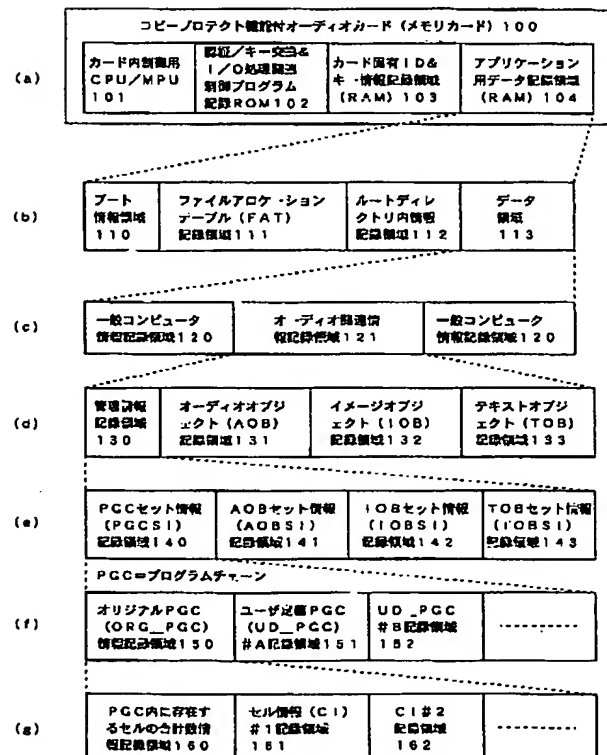 コピープロテクト機能付オーディオカード（メモリカード）１００
(a)
カード内制御用
ＣＰＵ／ＭＰＵ
１０１
認証／キー交換＆
Ｉ／Ｏ処理関連
制御プログラム
記録ＲＯＭ１０２
カード固有ＩＤ＆
キー情報記録領域
（ＲＡＭ）１０３
アプリケーション
用データ記録領域
（ＲＡＭ）１０４
(b)
ブート
情報領域
１１０
ファイルアロケーション
テーブル（ＦＡＴ）
記録領域１１１
ルートディレ
クトリ内情報
記録領域１１２
データ
領域
１１３
(c)
一般コンピュータ
情報記録領域１２０
オーディオ関連情
報記録領域１２１
一般コンピュータ
情報記録領域１２０
(d)
管理情報
記録領域
１３０
オーディオオブジ
ェクト（ＡＯＢ）
記録領域１３１
イメージオブジ
ェクト（ＩＯＢ）
記録領域１３２
テキストオブジ
ェクト（ＴＯＢ）
記録領域１３３
(e)
ＰＧＣセット情報
（ＰＧＣＳＩ）
記録領域１４０
ＡＯＢセット情報
（ＡＯＢＳＩ）
記録領域１４１
ＩＯＢセット情報
（ＩＯＢＳＩ）
記録領域１４２
ＴＯＢセット情報
（ＴＯＢＳＩ）
記録領域１４３
ＰＧＣ＝プログラムチェーン
(f)
オリジナルＰＧＣ
（ＯＲＧ＿ＰＧＣ）
情報記録領域１５０
ユーザ定義ＰＧＣ
（ＵＤ＿ＰＧＣ）
＃Ａ記録領域１５１
ＵＤ＿ＰＧＣ
＃Ｂ記録領域
１５２
(g)
ＰＧＣ内に存在す
るセルの合計数情
報記録領域１６０
セル情報（ＣＩ）
＃１記録領域
１６１
ＣＩ＃２
記録領域
１６２